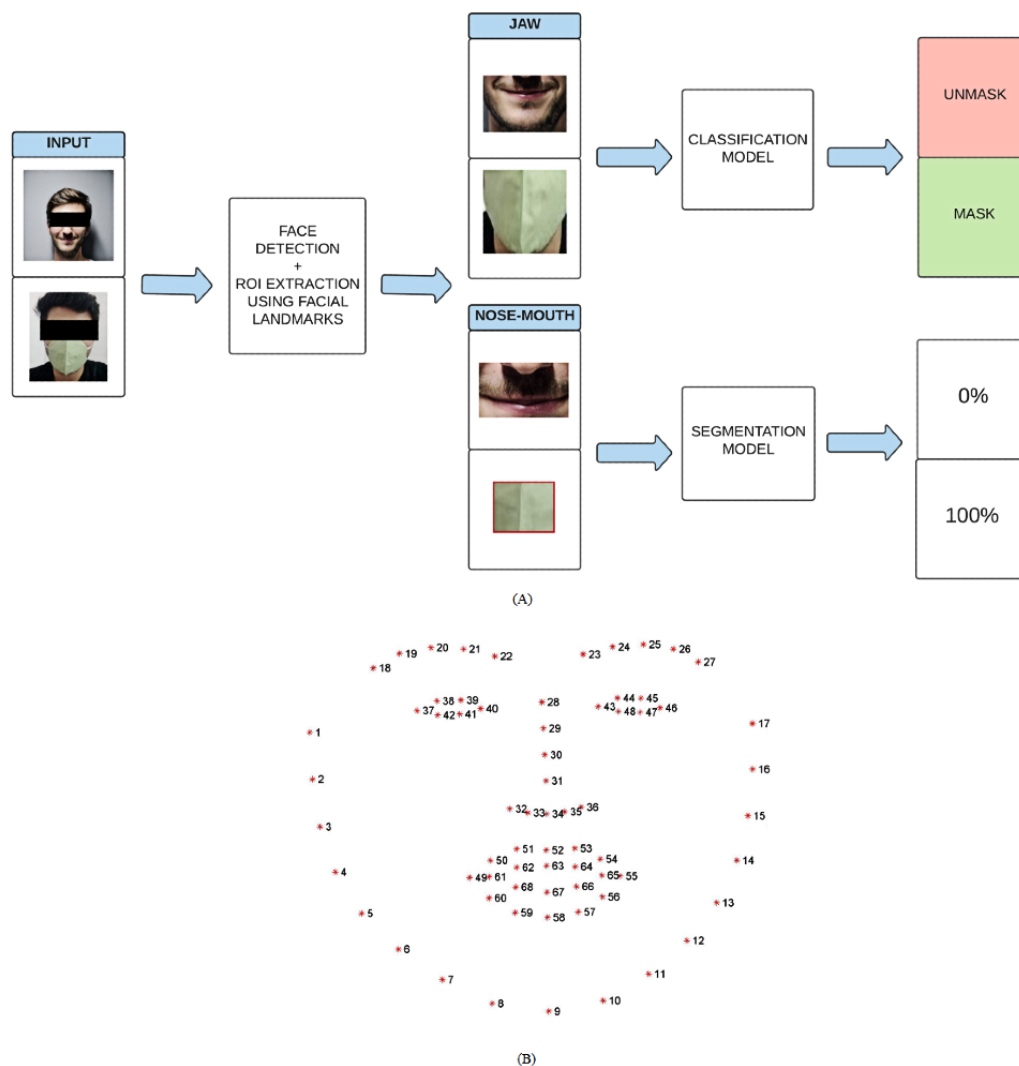 INPUT
FACE
DETECTION
+
ROI EXTRACTION
USING FACIAL
LANDMARKS
JAW
CLASSIFICATION
MODEL
UNMASK
MASK
NOSE-MOUTH
SEGMENTATION
MODEL
0%
100%
(A)
18 19 20 21 22 23 24 25 26 27
37 38 39 40 41 42 28 43 44 45 46 47 48
1 29 17
2 30 31 16
3 32 33 34 35 36 15
4 50 51 52 53 54 14
49 61 62 63 64 65 55
5 60 68 67 66 56 13
59 58 57
6 12
7 11
8 9 10
(B)